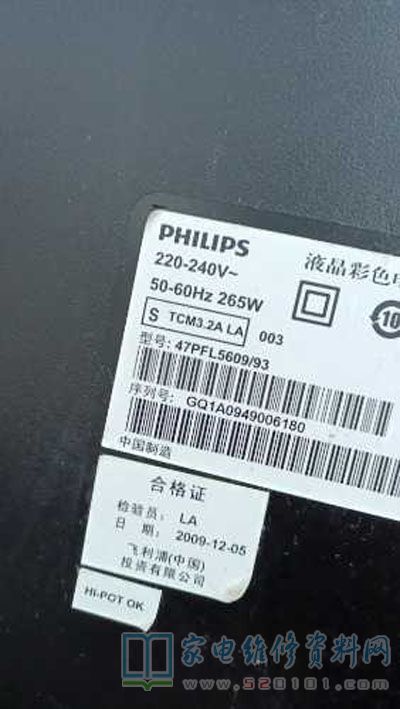 PHILIPS
220-240V~
液晶彩色电
50-60Hz 265W
10
S TCM3.2A LA 003
型号: 47PFL5609/93
序列号: GQ1A0949006180
中国制造
合格证
检验员: LA
日 期: 2009-12-05
飞利浦(中国)
投资有限公司
HI-POT OK
家电维修资料网
www.520101.com